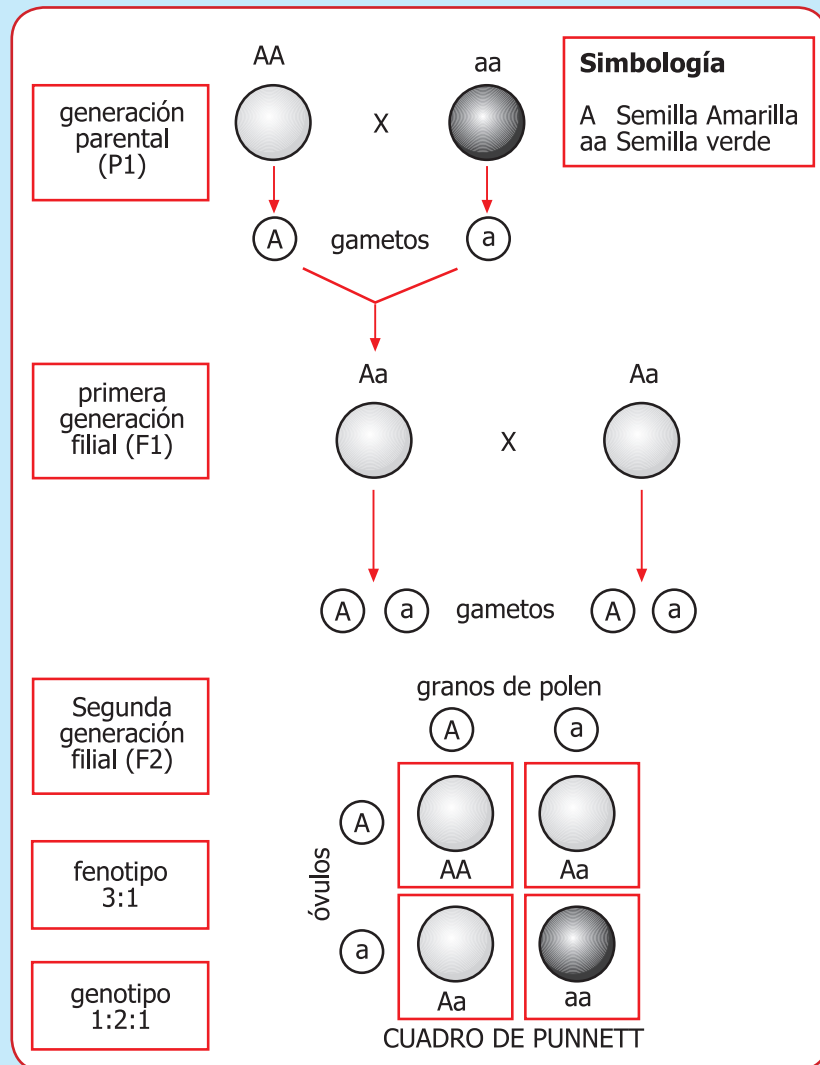 AA
aa
Simbología
A Semilla Amarilla
aa Semilla verde
generación
parental
(P1)
X
A
gametos
a
primera
generación
filial (F1)
Aa
Aa
X
A
a
gametos
A
a
Segunda
generación
filial (F2)
granos de polen
A
a
óvulos
A
AA
Aa
fenotipo
3:1
a
Aa
aa
genotipo
1:2:1
CUADRO DE PUNNETT